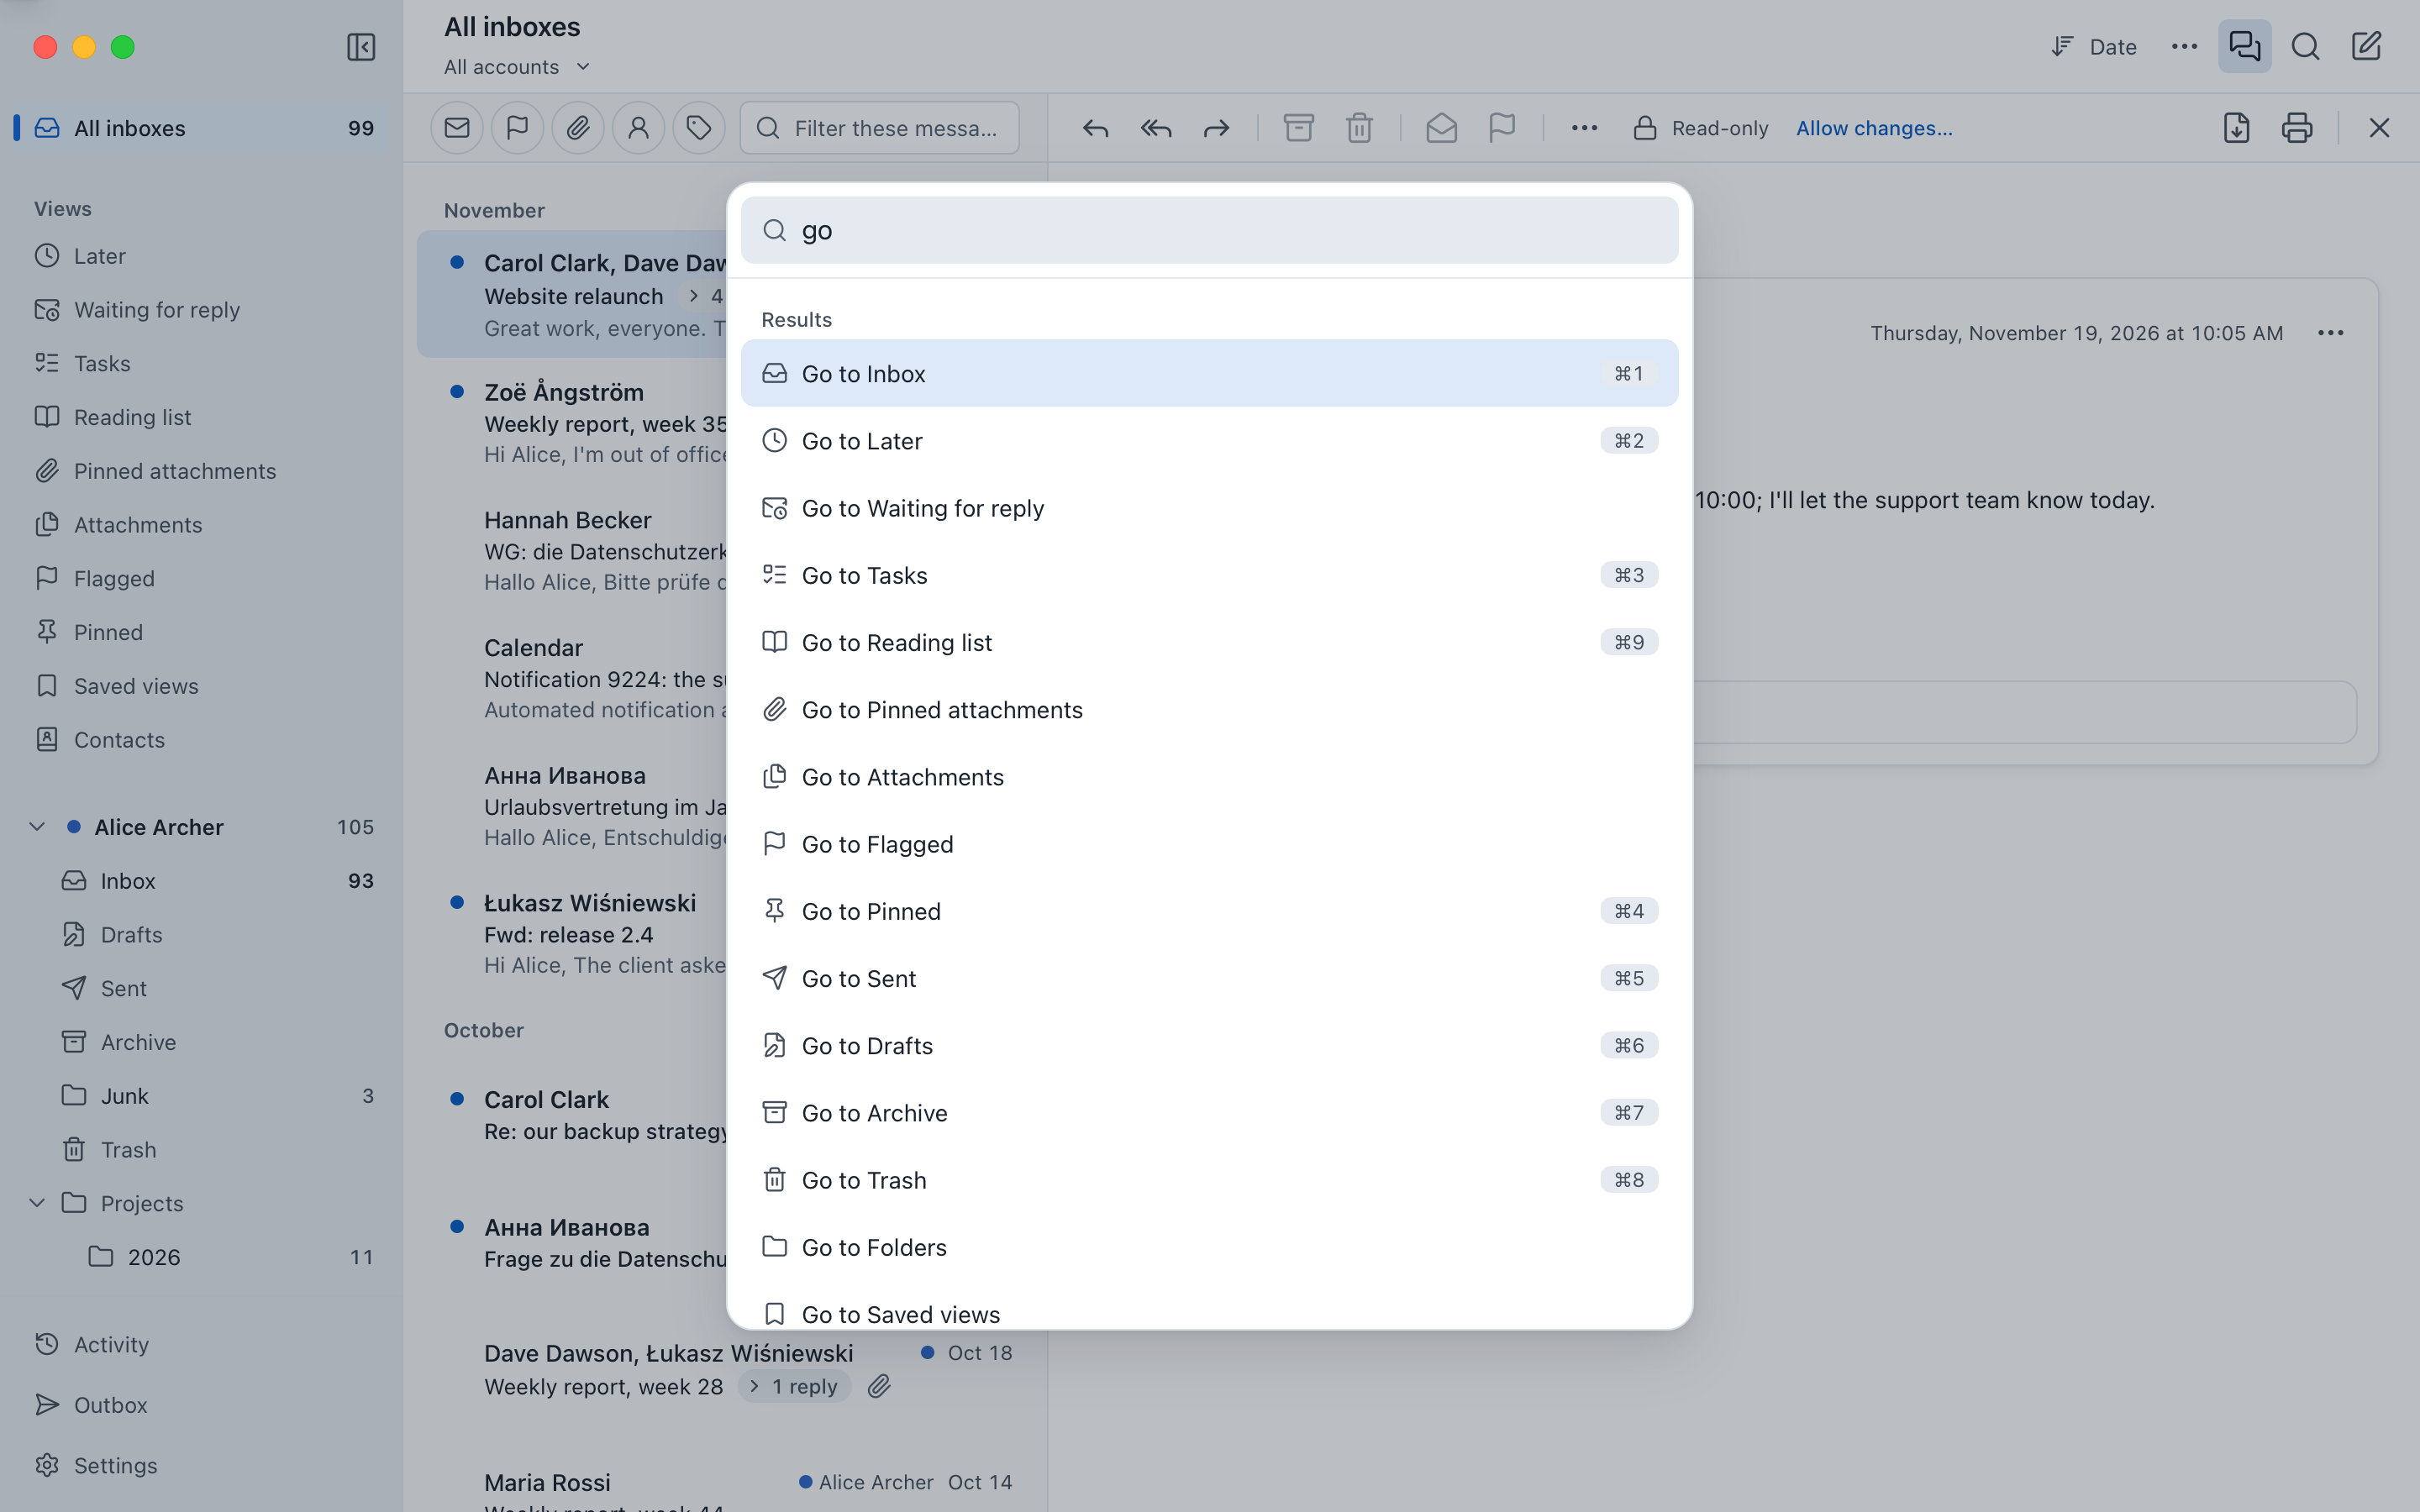 All inboxes
All accounts
Date
All inboxes 99
Filter these messa...
Read-only Allow changes...
Views
Later
Waiting for reply
Tasks
Reading list
Pinned attachments
Attachments
Flagged
Pinned
Saved views
Contacts
Alice Archer 105
Inbox 93
Drafts
Sent
Archive
Junk 3
Trash
Projects
2026 11
Activity
Outbox
Settings
November
Carol Clark, Dave
Website relaunch 4
Great work, everyone.
Zoë Ångström
Weekly report, week 35
Hi Alice, I'm out of office
Hannah Becker
WG: die
Hallo Alice, Bitte prüfe
Calendar
Notification 9224: the
Automated notification
Анна Иванова
Urlaubsvertretung im
Hallo Alice,
Łukasz Wiśniewski
Fwd: release 2.4
Hi Alice, The client
October
Carol Clark
Re: our backup strategy
Анна Иванова
Frage zu die
Dave Dawson, Łukasz Wiśniewski Oct 18
Weekly report, week 28 1 reply
Maria Rossi Alice Archer Oct 14
Weekly report, week 44
go
Results
Go to Inbox ⌘1
Go to Later ⌘2
Go to Waiting for reply
Go to Tasks ⌘3
Go to Reading list ⌘9
Go to Pinned attachments
Go to Attachments
Go to Flagged
Go to Pinned ⌘4
Go to Sent ⌘5
Go to Drafts ⌘6
Go to Archive ⌘7
Go to Trash ⌘8
Go to Folders
Go to Saved views
Thursday, November 19, 2026 at 10:05 AM
10:00; I'll let the support team know today.